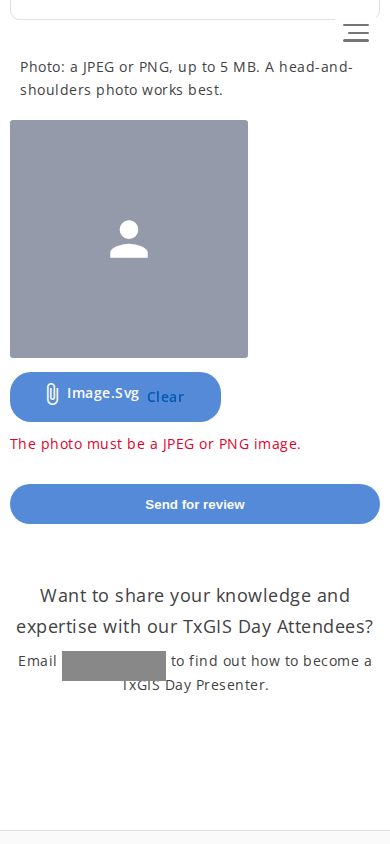 Photo: a JPEG or PNG, up to 5 MB. A head-and-
shoulders photo works best.
Image.Svg Clear
The photo must be a JPEG or PNG image.
Send for review
Want to share your knowledge and
expertise with our TxGIS Day Attendees?
Email to find out how to become a
TxGIS Day Presenter.